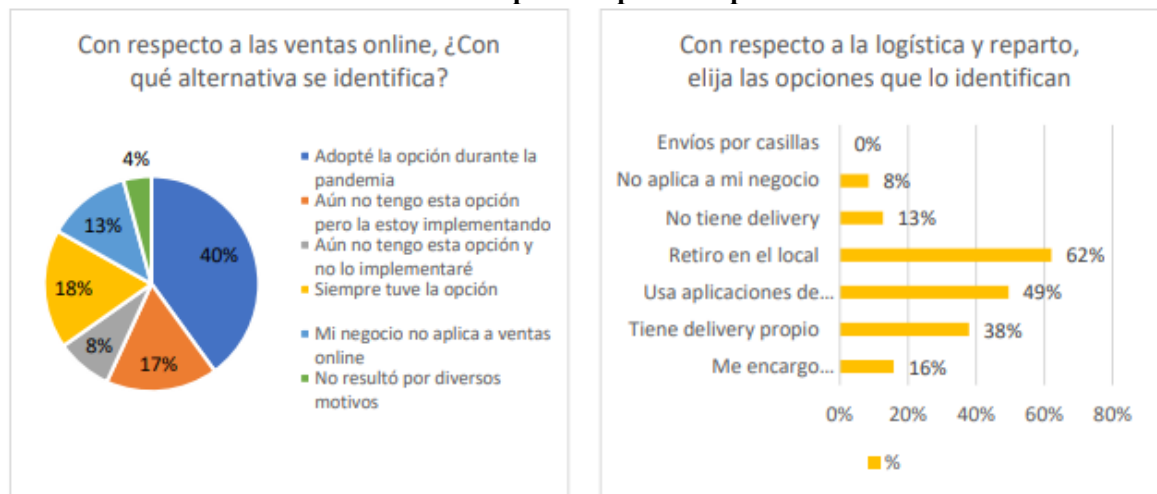 Con respecto a las ventas online, ¿Con
qué alternativa se identifica?
4%
13%
40%
18%
8%
17%
Adopté la opción durante la
pandemia
Aún no tengo esta opción
pero la estoy implementando
Aún no tengo esta opción y
no lo implementaré
Siempre tuve la opción
Mi negocio no aplica a ventas
online
No resultó por diversos
motivos
Con respecto a la logística y reparto,
elija las opciones que lo identifican
Envíos por casillas 0%
No aplica a mi negocio 8%
No tiene delivery 13%
Retiro en el local 62%
Usa aplicaciones de… 49%
Tiene delivery propio 38%
Me encargo… 16%
0% 20% 40% 60% 80%
%